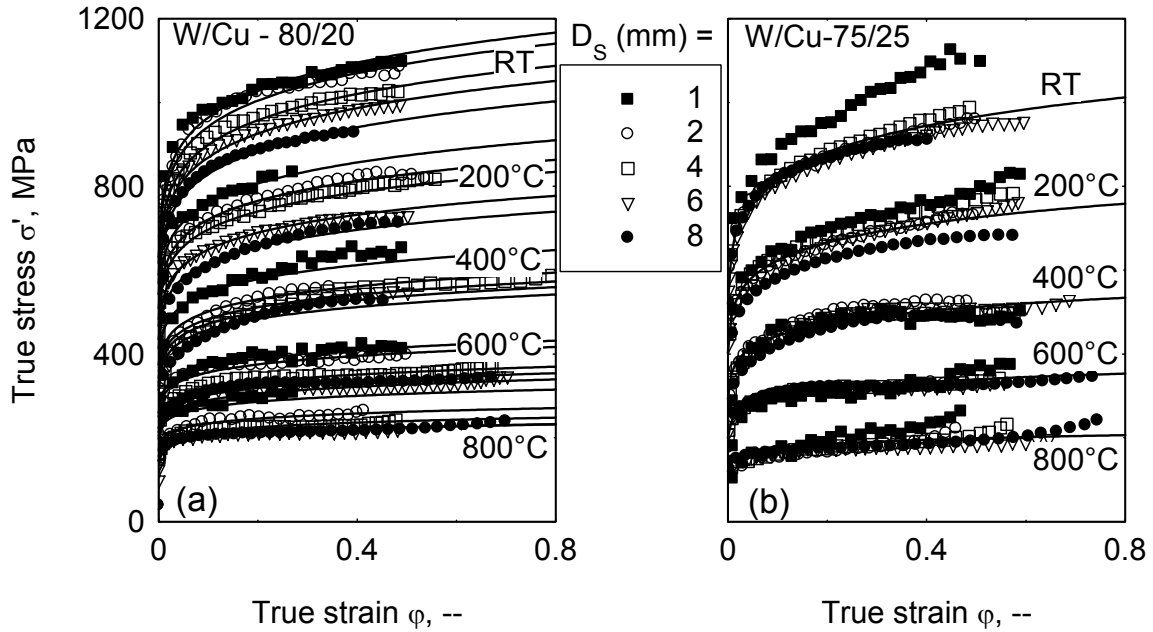 W/Cu - 80/20
RT
200°C
400°C
600°C
800°C
(a)
1200
800
400
0
True stress σ', MPa
0
0.4
0.8
True strain φ, --
D_S (mm) =
1
2
4
6
8
W/Cu-75/25
RT
200°C
400°C
600°C
800°C
(b)
0
0.4
0.8
True strain φ, --